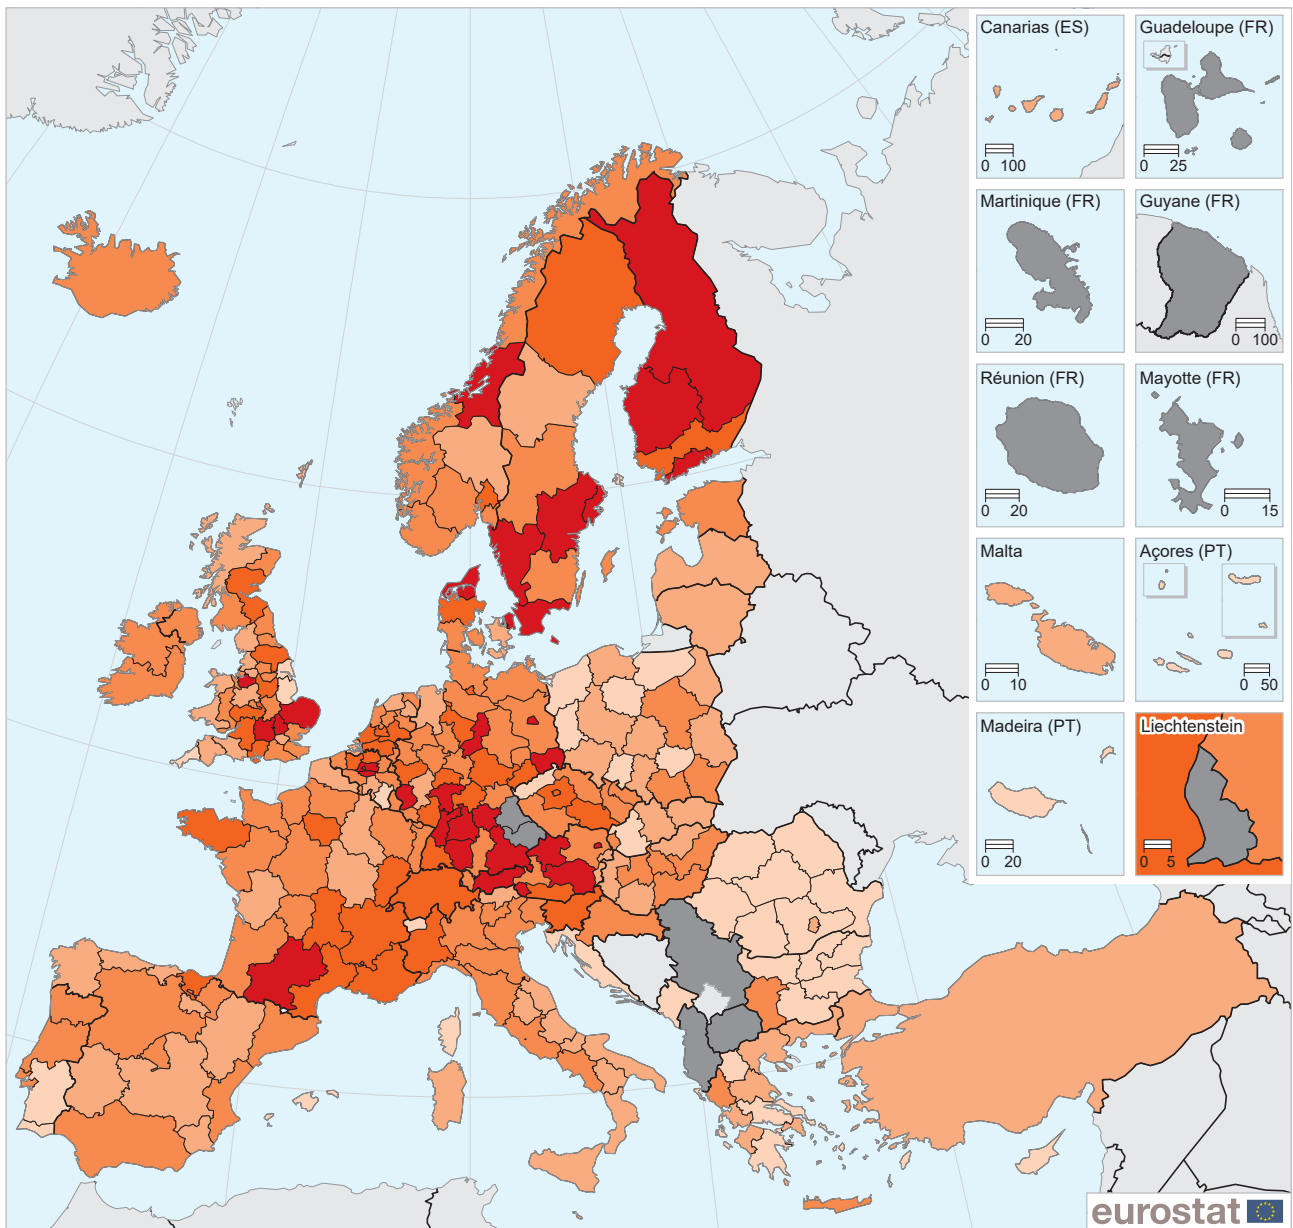 Canarias (ES)
0 100
Guadeloupe (FR)
0 25
Martinique (FR)
0 20
Guyane (FR)
0 100
Réunion (FR)
0 20
Mayotte (FR)
0 15
Malta
0 10
Açores (PT)
0 50
Madeira (PT)
0 20
Liechtenstein
0 5
eurostat